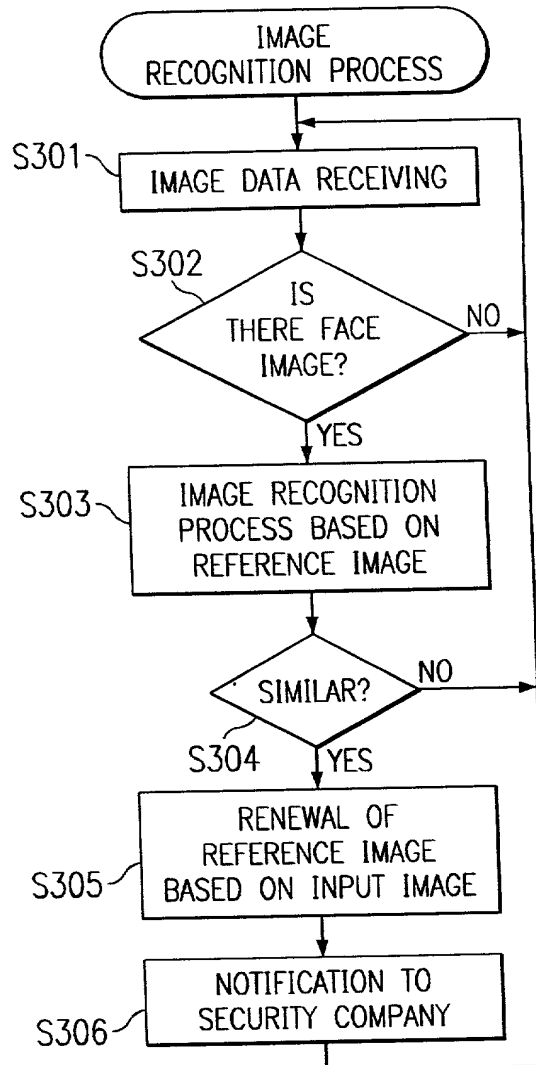 IMAGE
RECOGNITION PROCESS
S301
IMAGE DATA RECEIVING
S302
IS
THERE FACE
IMAGE?
NO
YES
S303
IMAGE RECOGNITION
PROCESS BASED ON
REFERENCE IMAGE
SIMILAR?
NO
S304
YES
RENEWAL OF
REFERENCE IMAGE
BASED ON INPUT IMAGE
S305
NOTIFICATION TO
SECURITY COMPANY
S306